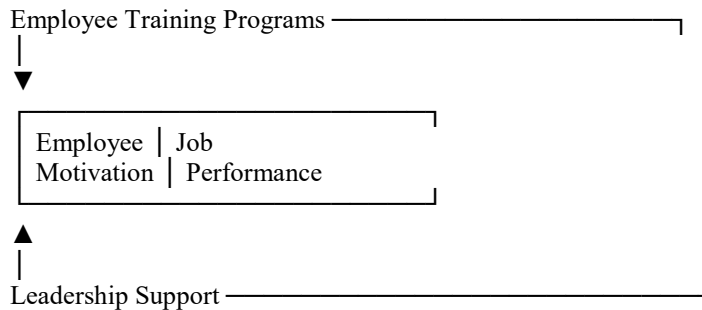 Employee Training Programs ──────────────────────────┐
│
▼
┌──────────────────────────────┐
│ Employee │ Job
│ Motivation │ Performance
└──────────────────────────────┘
▲
│
Leadership Support ───────────────────────────────────